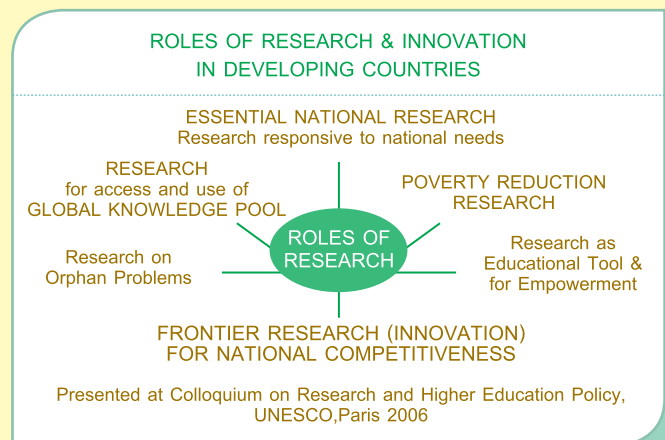 ROLES OF RESEARCH & INNOVATION
IN DEVELOPING COUNTRIES
ESSENTIAL NATIONAL RESEARCH
Research responsive to national needs
RESEARCH
for access and use of
GLOBAL KNOWLEDGE POOL
POVERTY REDUCTION
RESEARCH
ROLES OF
RESEARCH
Research on
Orphan Problems
Research as
Educational Tool &
for Empowerment
FRONTIER RESEARCH (INNOVATION)
FOR NATIONAL COMPETITIVENESS
Presented at Colloquium on Research and Higher Education Policy,
UNESCO,Paris 2006